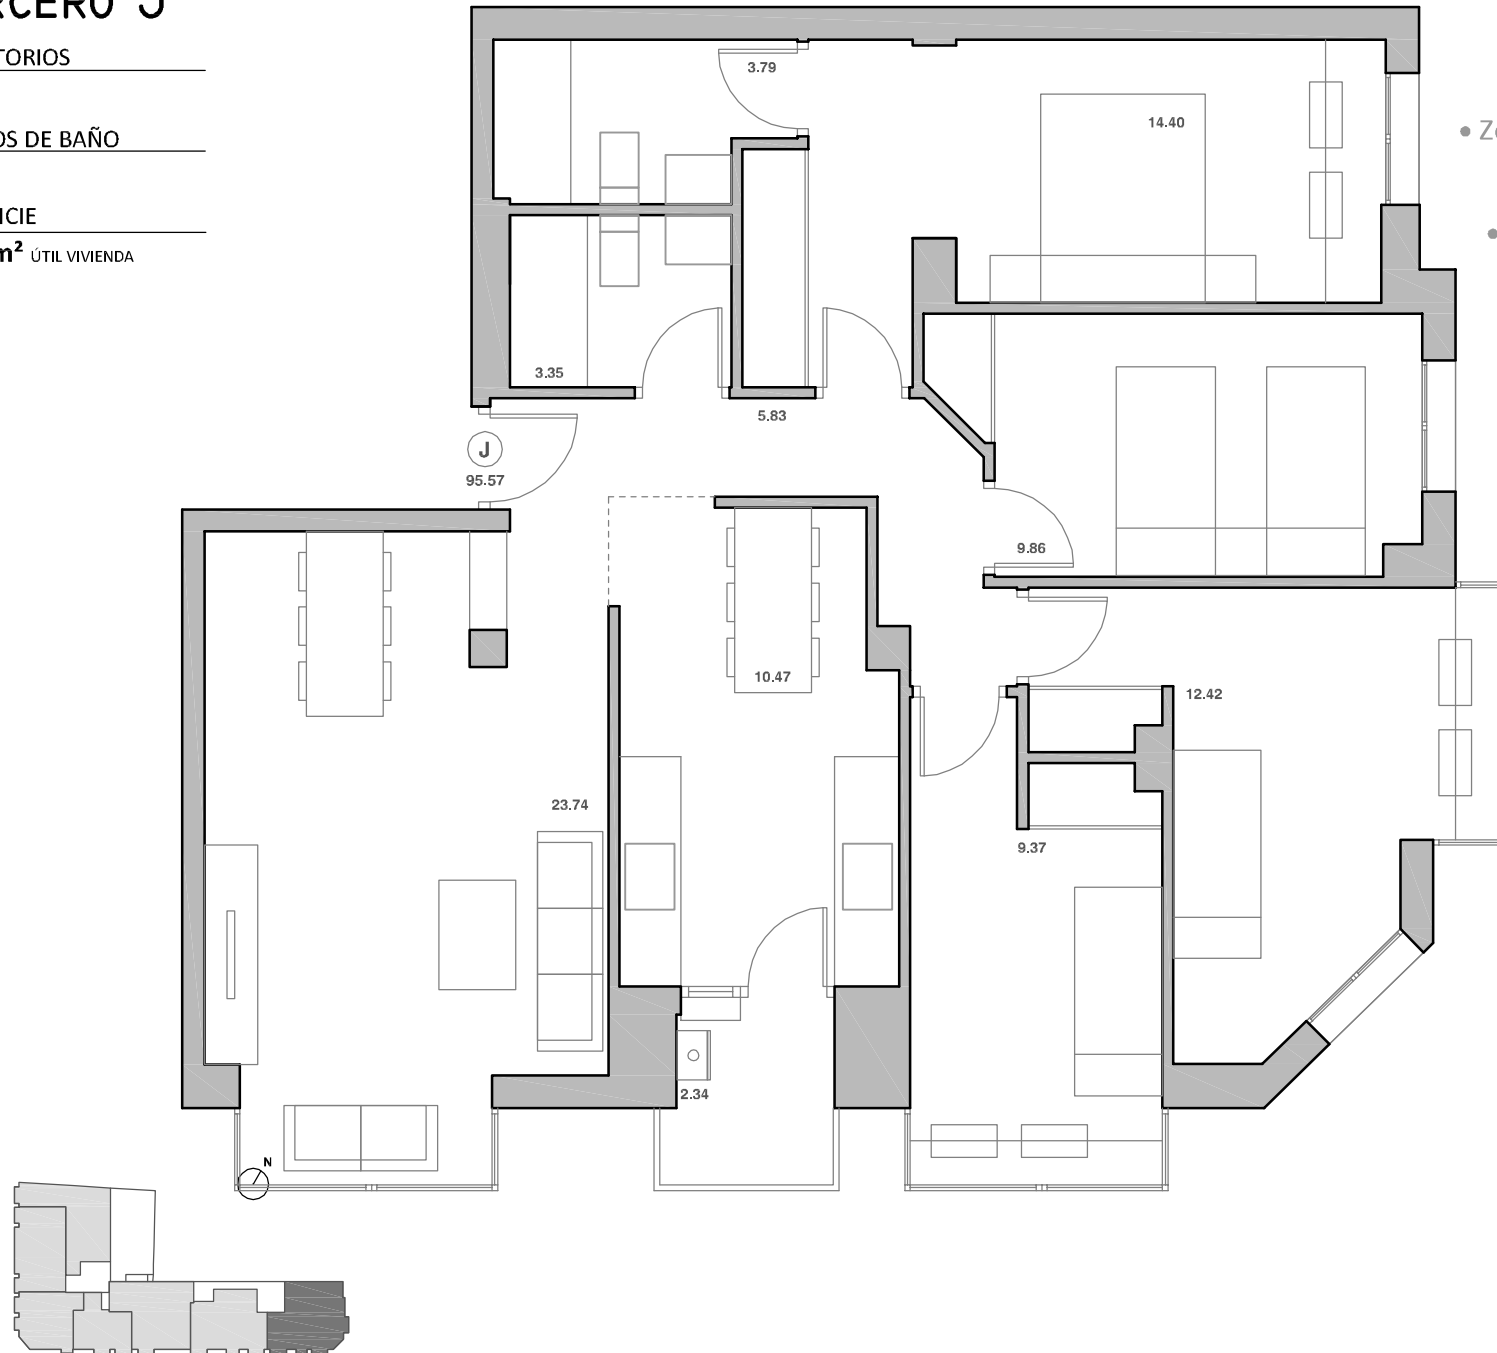 RCERO J
TORIOS
OS DE BAÑO
ICIE
m² ÚTIL VIVIENDA
3.79
14.40
• Z
•
3.35
5.83
J
95.57
9.86
10.47
12.42
23.74
9.37
2.34
N